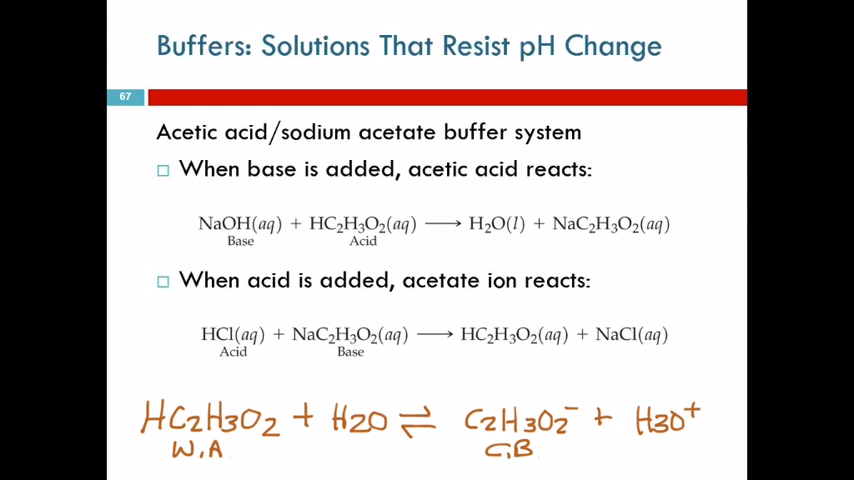 Buffers: Solutions That Resist pH Change
67
Acetic acid/sodium acetate buffer system
When base is added, acetic acid reacts:
NaOH(aq) + HC₂H₃O₂(aq) ⟶ H₂O(l) + NaC₂H₃O₂(aq)
Base Acid
When acid is added, acetate ion reacts:
HCl(aq) + NaC₂H₃O₂(aq) ⟶ HC₂H₃O₂(aq) + NaCl(aq)
Acid Base
HC₂H₃O₂ + H₂O ⇌ C₂H₃O₂⁻ + H₃O⁺
W.A C.B